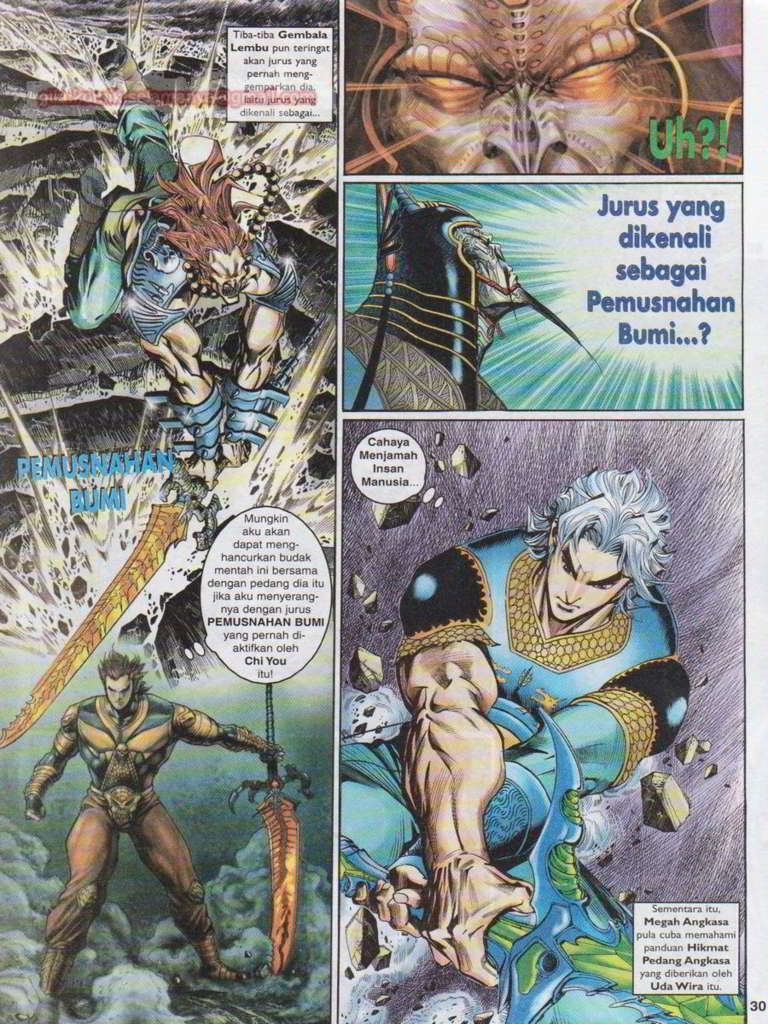 Tiba-tiba Gembala
Lembu pun teringat
akan jurus yang
pernah meng-
gemparkan dia,
iaitu jurus yang
dikenali sebagai...
PEMUSNAHAN
BUMI
Mungkin
aku akan
dapat meng-
hancurkan budak
mentah ini bersama
dengan pedang dia itu
jika aku menyerang-
nya dengan jurus
PEMUSNAHAN BUMI
yang pernah di-
aktifkan oleh
Chi You
itu!
Uh?!
Jurus yang
dikenali
sebagai
Pemusnahan
Bumi...?
Cahaya
Menjamah
Insan
Manusia...
Sementara itu,
Megah Angkasa
pula cuba memahami
panduan Hikmat
Pedang Angkasa
yang diberikan oleh
Uda Wira itu.
30